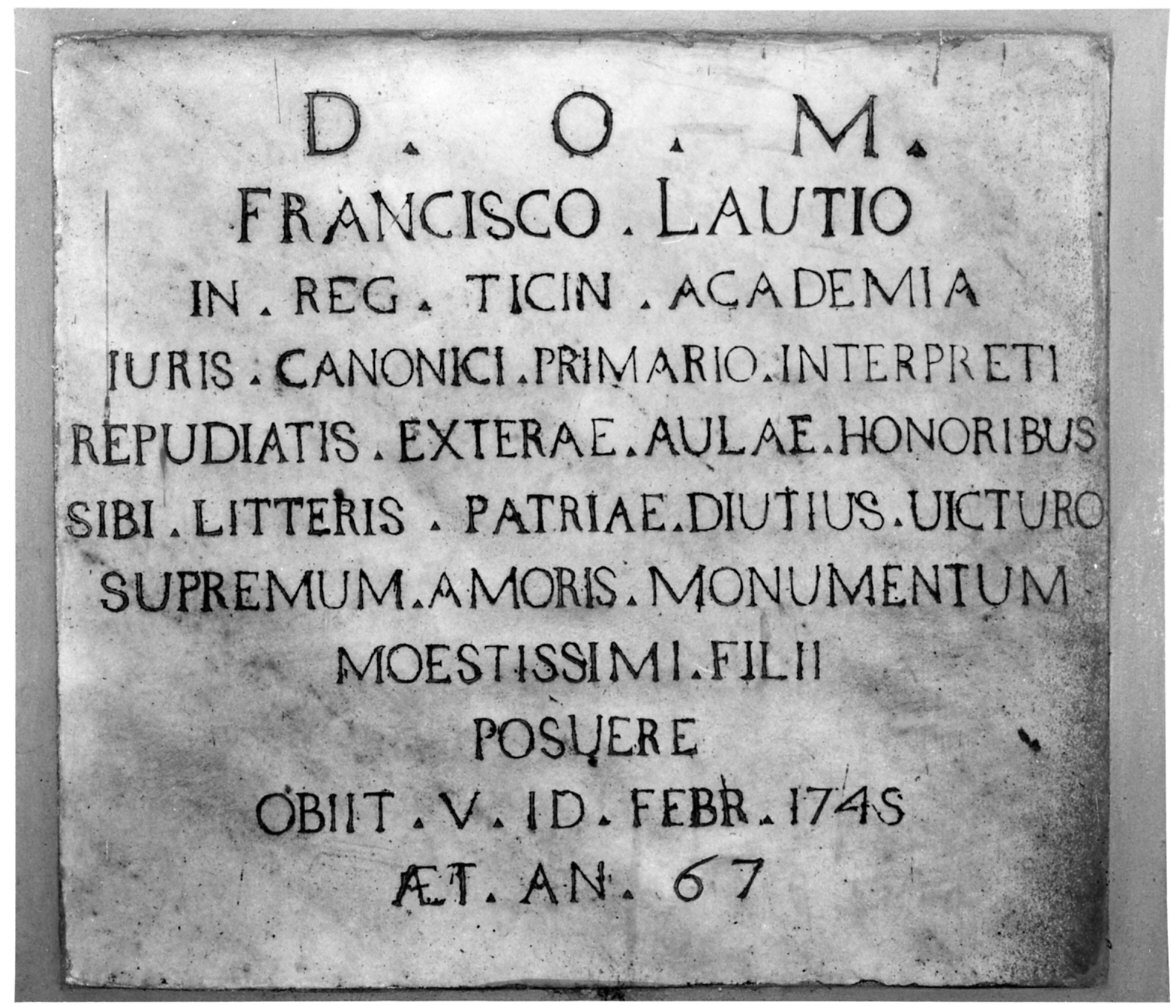 D . O . M .
FRANCISCO . LAUTIO
IN . REG . TICIN . ACADEMIA
IURIS . CANONICI . PRIMARIO . INTERPRETI
REPUDIATIS . EXTERAE . AULAE . HONORIBUS
SIBI . LITTERIS . PATRIAE . DIUTIUS . UICTURO
SUPREMUM . AMORIS . MONUMENTUM
MOESTISSIMI . FILII
POSUERE
OBIIT . V . ID . FEBR . 1745
ÆT . AN . 67